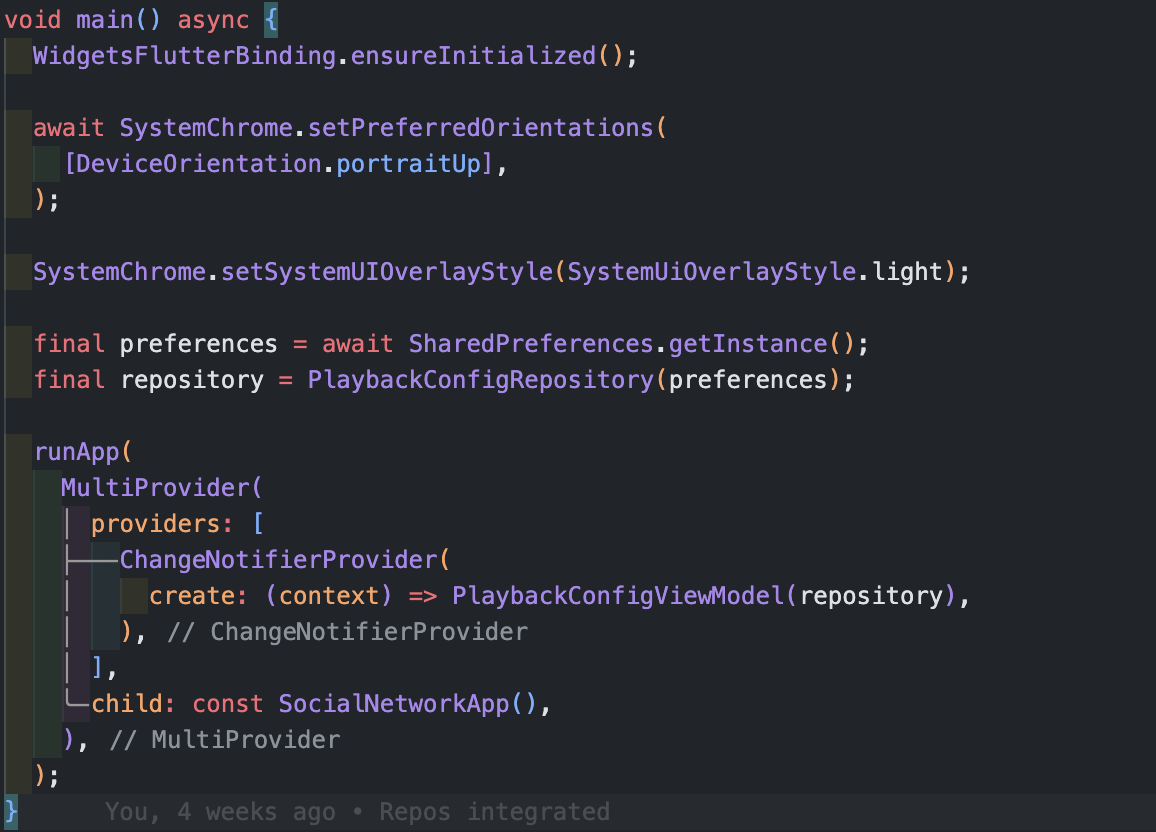 void main() async {
  WidgetsFlutterBinding.ensureInitialized();

  await SystemChrome.setPreferredOrientations(
    [DeviceOrientation.portraitUp],
  );

  SystemChrome.setSystemUIOverlayStyle(SystemUiOverlayStyle.light);

  final preferences = await SharedPreferences.getInstance();
  final repository = PlaybackConfigRepository(preferences);

  runApp(
    MultiProvider(
      providers: [
        ChangeNotifierProvider(
          create: (context) => PlaybackConfigViewModel(repository),
        ), // ChangeNotifierProvider
      ],
      child: const SocialNetworkApp(),
    ), // MultiProvider
  );
}      You, 4 weeks ago • Repos integrated